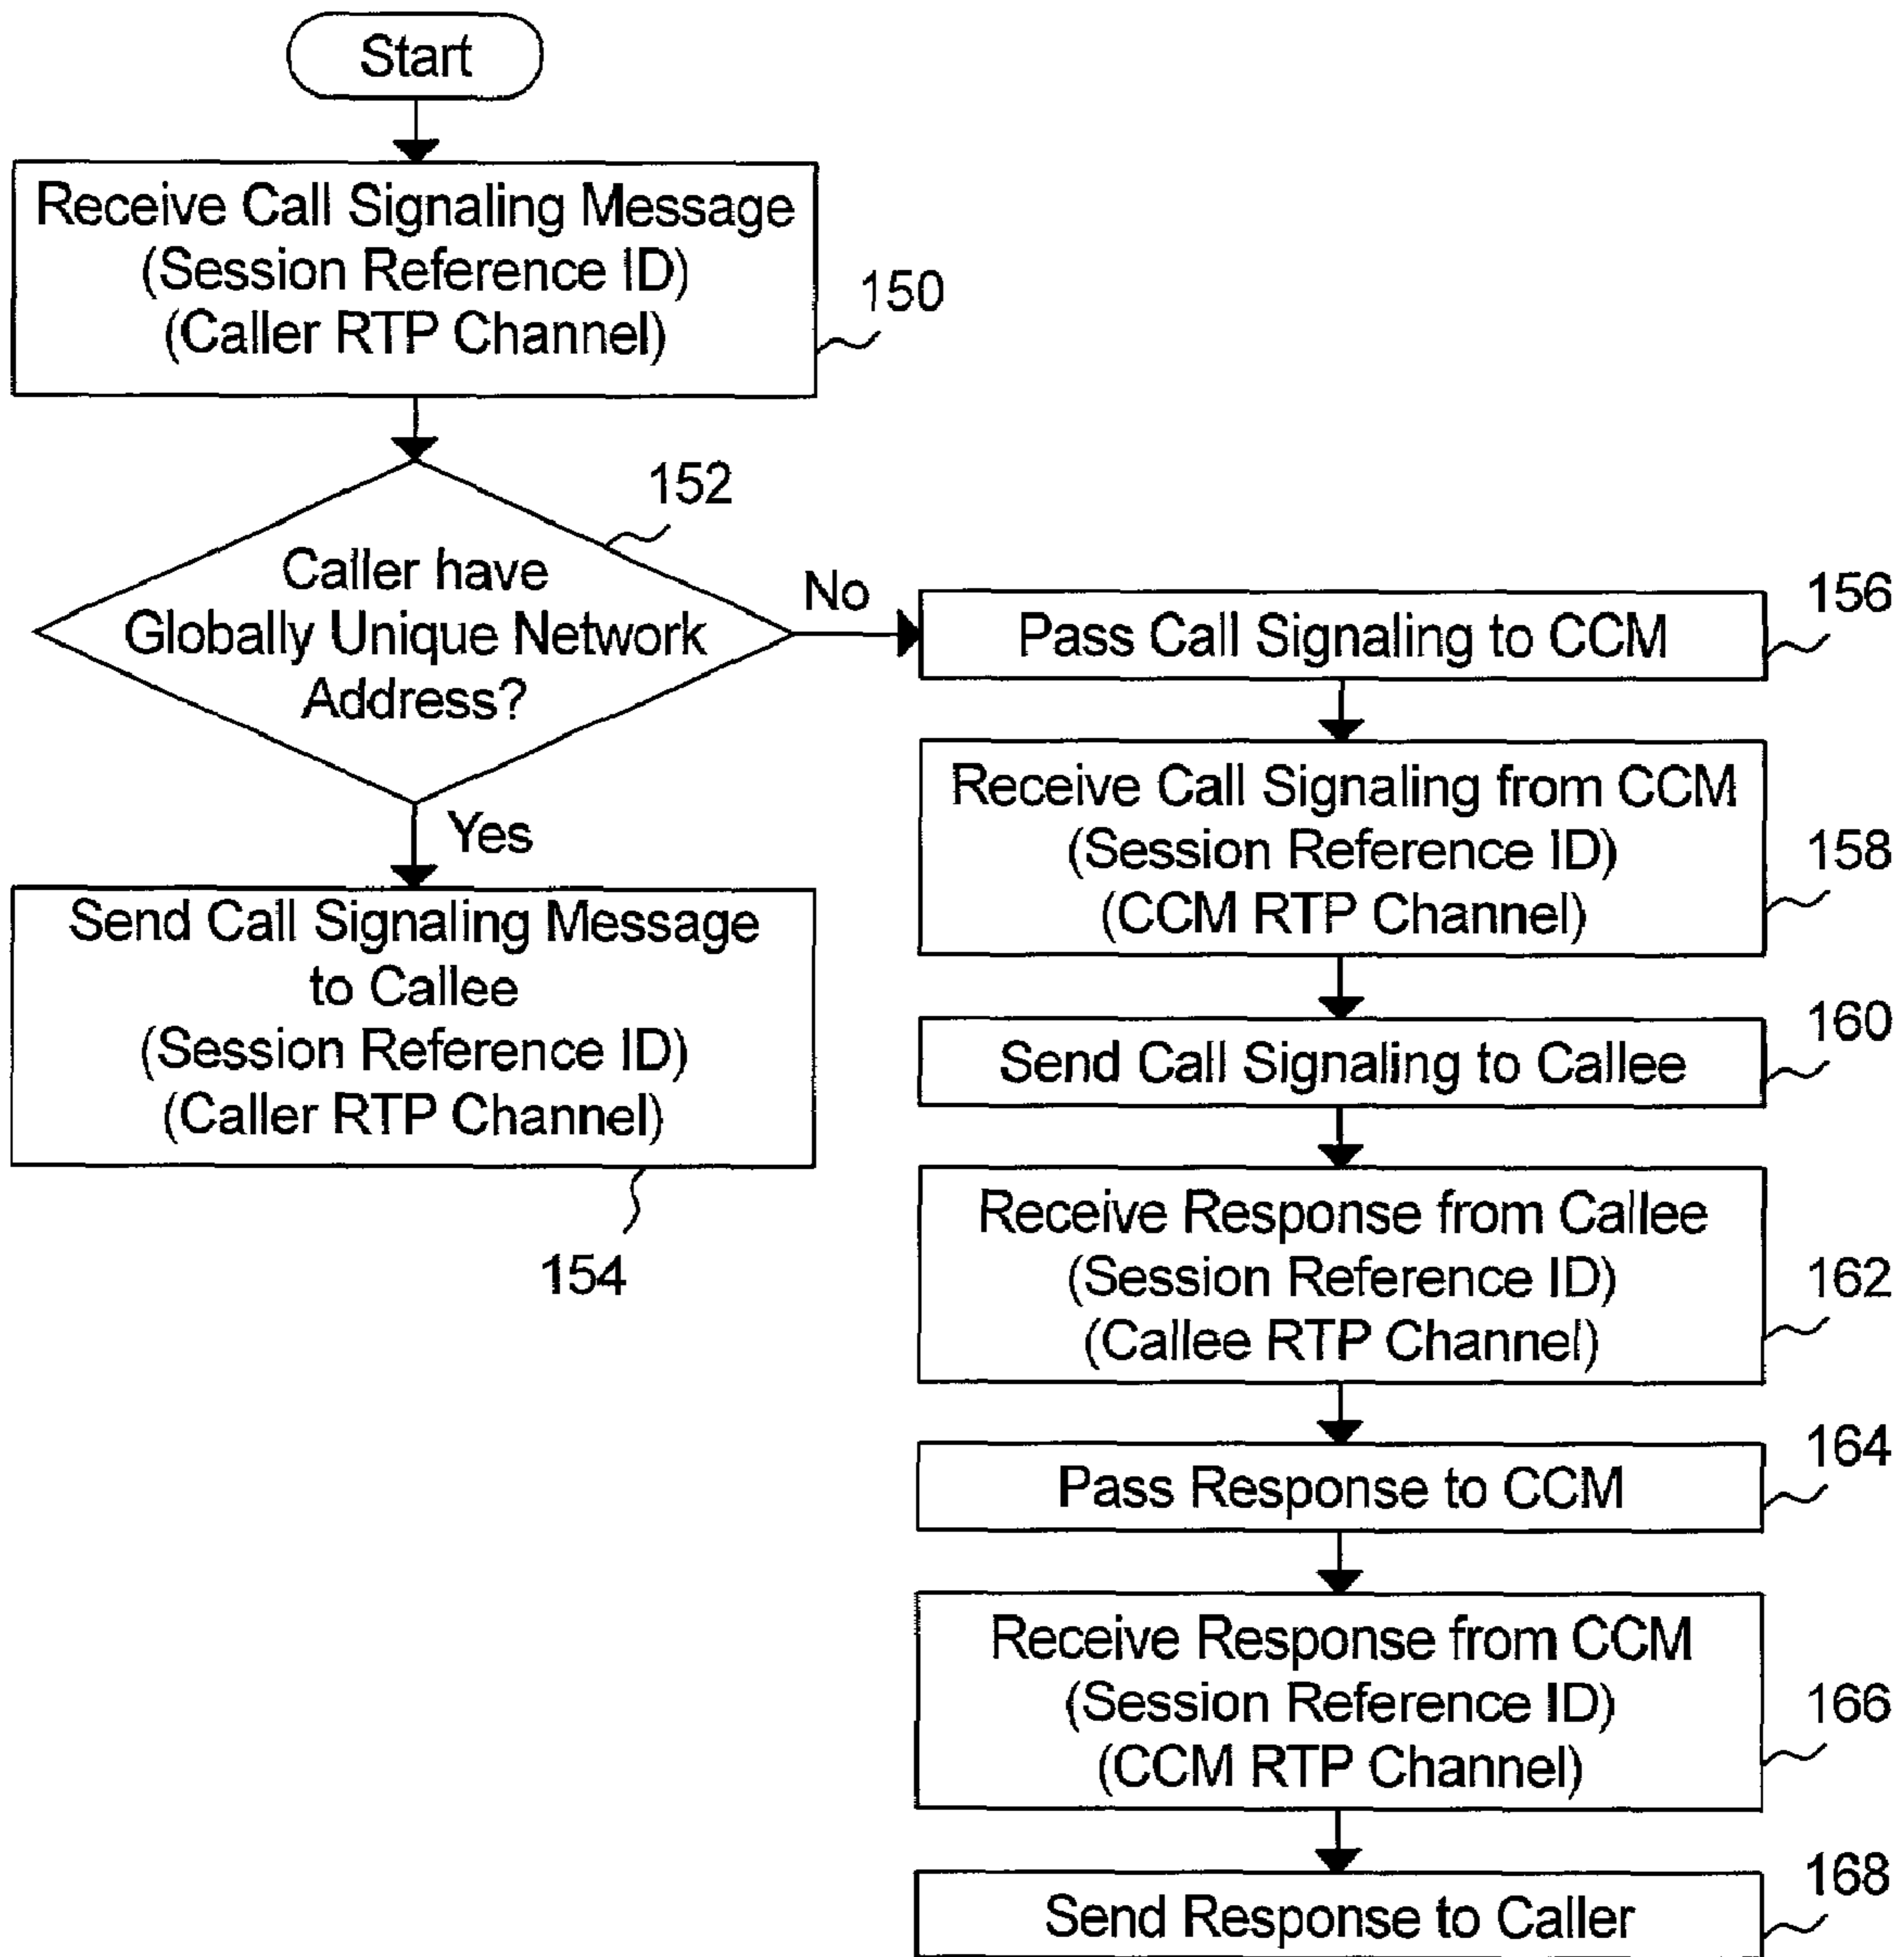 Start
Receive Call Signaling Message
(Session Reference ID)
(Caller RTP Channel)
150
152
Caller have
Globally Unique Network
Address?
No
Yes
Send Call Signaling Message
to Callee
(Session Reference ID)
(Caller RTP Channel)
154
Pass Call Signaling to CCM
156
Receive Call Signaling from CCM
(Session Reference ID)
(CCM RTP Channel)
158
Send Call Signaling to Callee
160
Receive Response from Callee
(Session Reference ID)
(Callee RTP Channel)
162
Pass Response to CCM
164
Receive Response from CCM
(Session Reference ID)
(CCM RTP Channel)
166
Send Response to Caller
168